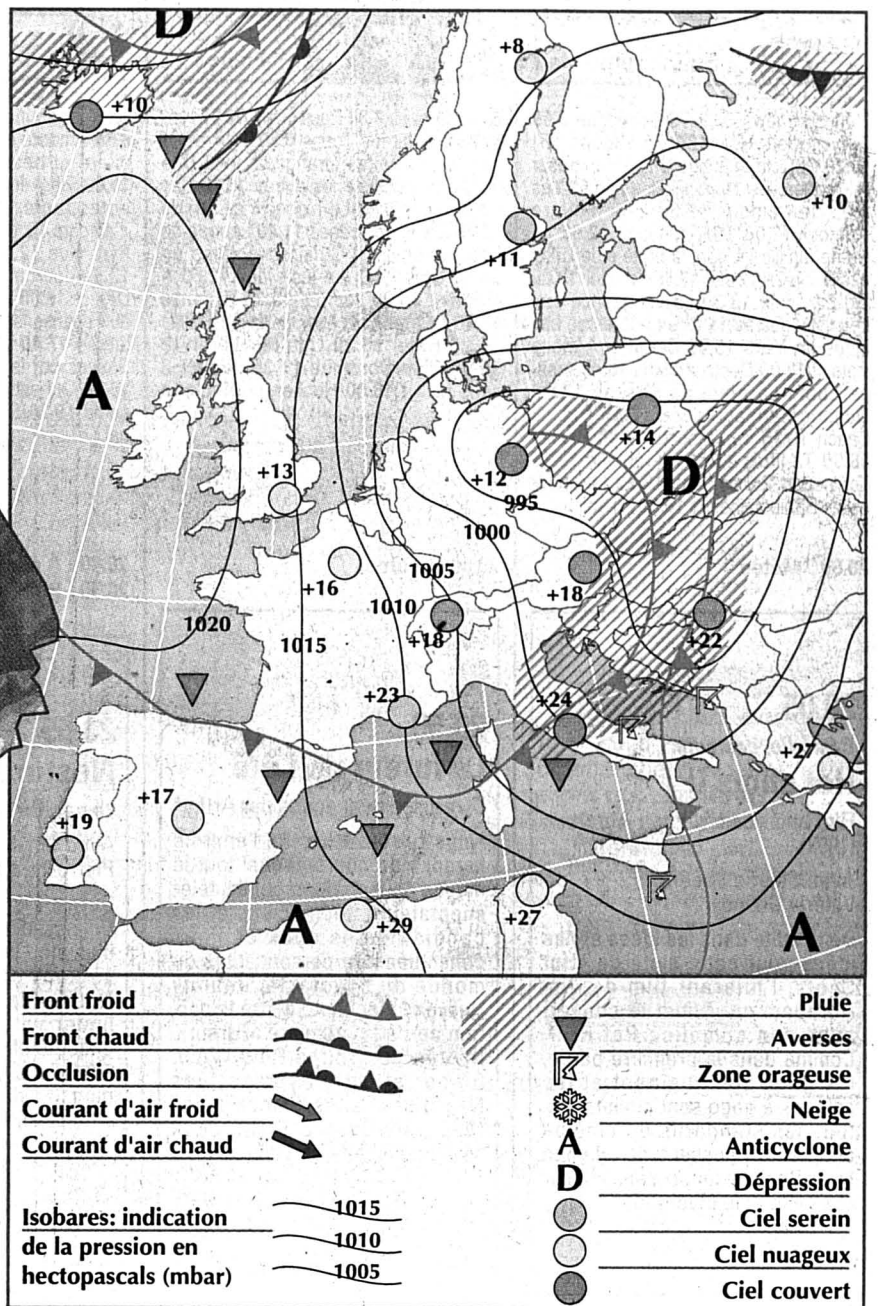 D
+8
+10
+10
+11
A
+13
+14
+12
D
995
1000
+16
1005
+18
1010
+18
1020
1015
+22
+23
+24
+27
+17
+19
A
+29
+27
A
Front froid
Front chaud
Occlusion
Courant d'air froid
Courant d'air chaud
Isobares: indication
de la pression en
hectopascals (mbar)
1015
1010
1005
Pluie
Averses
Zone orageuse
Neige
A Anticyclone
D Dépression
Ciel serein
Ciel nuageux
Ciel couvert